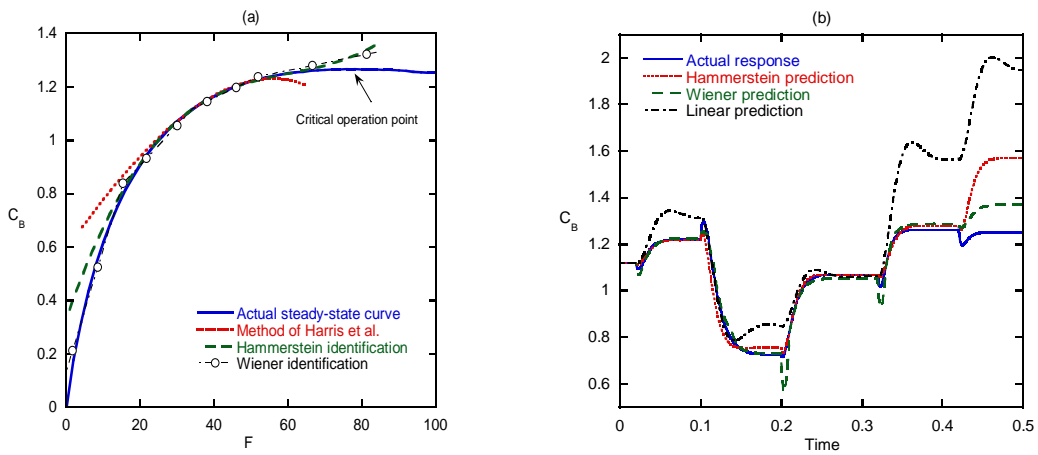 (a)
1.4
1.2
1
0.8
0.6
0.4
0.2
0
C_B
0
20
40
60
80
100
F
Critical operation point
Actual steady-state curve
Method of Harris et al.
Hammerstein identification
Wiener identification
(b)
2
1.8
1.6
1.4
1.2
1
0.8
0.6
C_B
0
0.1
0.2
0.3
0.4
0.5
Time
Actual response
Hammerstein prediction
Wiener prediction
Linear prediction